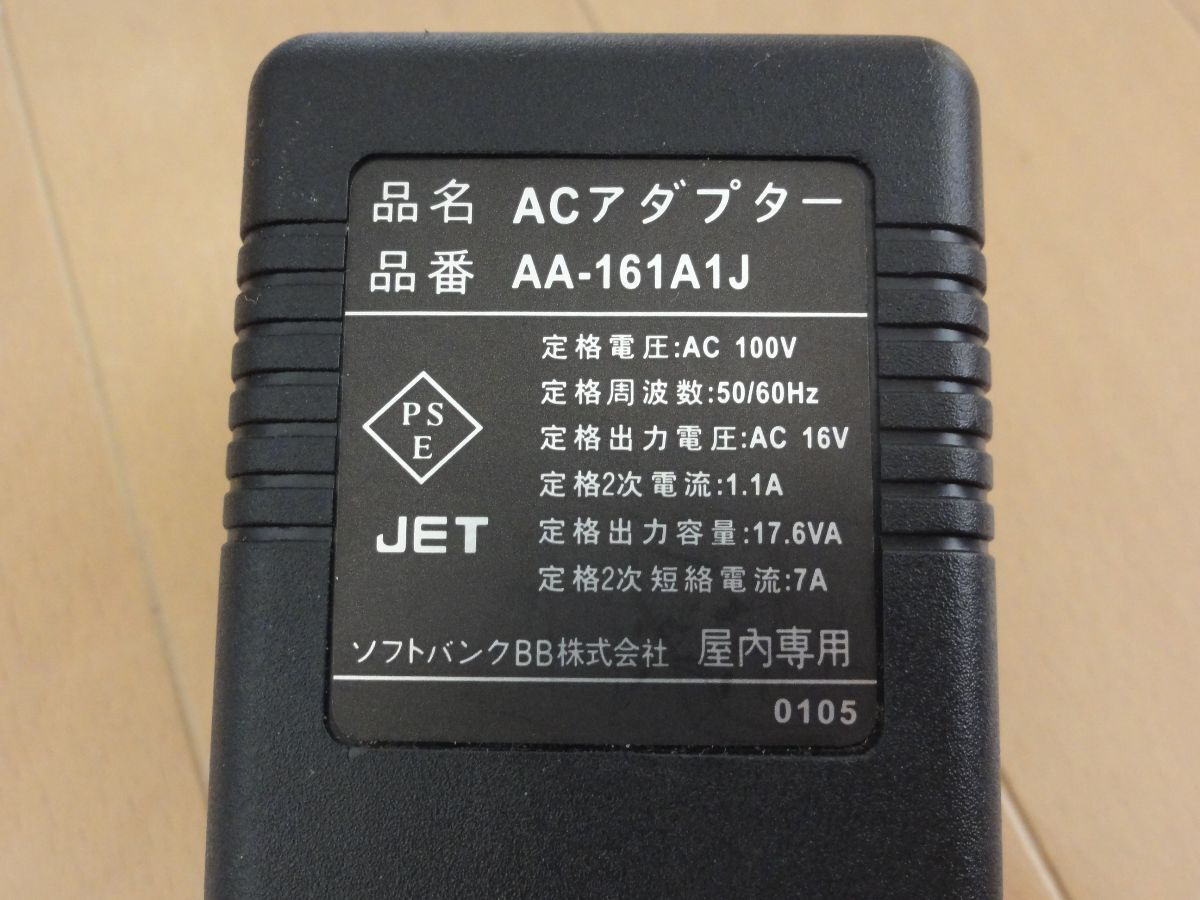 品名 ACアダプター
品番 AA-161A1J
定格電圧:AC 100V
定格周波数:50/60Hz
定格出力電圧:AC 16V
定格2次電流:1.1A
定格出力容量:17.6VA
定格2次短絡電流:7A
PS
E
JET
ソフトバンクBB株式会社 屋内専用
0105